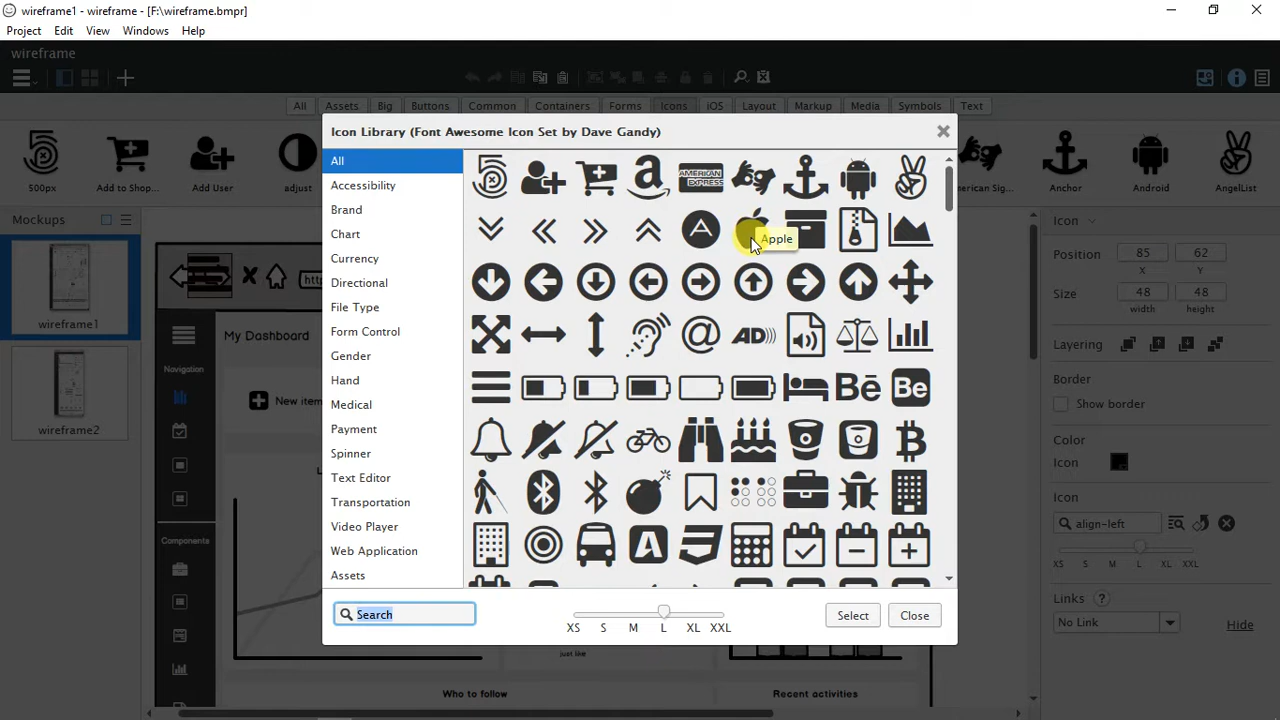 wireframe1 - wireframe - [F:\wireframe.bmpr]
Project Edit View Windows Help
wireframe
All Assets Big Buttons Common Containers Forms Icons iOS Layout Markup Media Symbols Text
500px Add to Shop... Add User adjust Anchor Android AngelList
Icon Library (Font Awesome Icon Set by Dave Gandy)
All
Accessibility
Brand
Chart
Currency
Directional
File Type
Form Control
Gender
Hand
Medical
Payment
Spinner
Text Editor
Transportation
Video Player
Web Application
Assets
AMERICAN EXPRESS
Apple
Search
XS S M L XL XXL
Select Close
Mockups
wireframe1
wireframe2
My Dashboard
Navigation
New item
Components
just like
Who to follow
Recent activities
Icon
Position 85 62
X Y
Size 48 48
width height
Layering
Border
Show border
Color
Icon
Icon
align-left
XS S M L XL XXL
Links ?
No Link Hide